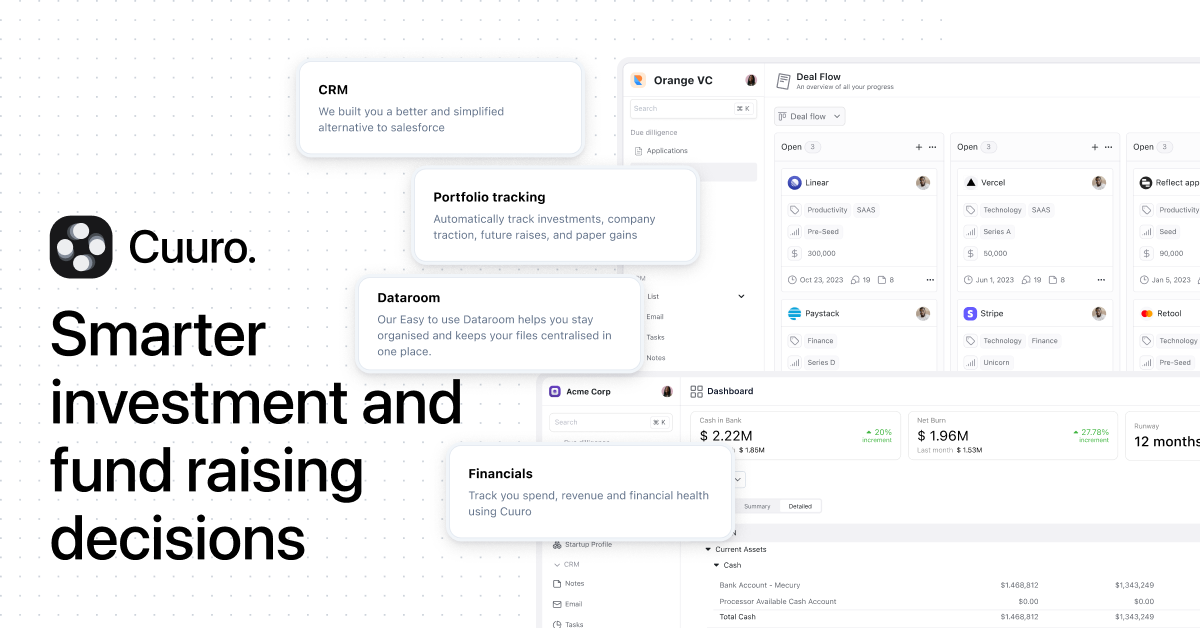 Cuuro.
Smarter
investment and
fund raising
decisions
CRM
We built you a better and simplified
alternative to salesforce
Portfolio tracking
Automatically track investments, company
traction, future raises, and paper gains
Dataroom
Our Easy to use Dataroom helps you stay
organised and keeps your files centralised in
one place.
Financials
Track you spend, revenue and financial health
using Cuuro
Orange VC
Search
⌘ K
Due dilligence
Applications
List
Email
Tasks
Notes
Deal Flow
An overview of all your progress
Deal flow
Open 3
Linear
Productivity SAAS
Pre-Seed
$ 300,000
Oct 23, 2023 19 8
Paystack
Finance
Series D
Open 3
Vercel
Technology SAAS
Series A
$ 50,000
Jun 1, 2023 19 8
Stripe
Technology Finance
Unicorn
Open 3
Reflect app
Productivity
Seed
$ 90,000
Jan 5, 2023
Retool
Technology
Pre-Seed
Acme Corp
Search
⌘ K
Startup Profile
CRM
Notes
Email
Tasks
Dashboard
Cash in Bank
$ 2.22M
20%
increment
$ 1.85M
Net Burn
$ 1.96M
27.78%
increment
Last month $ 1.53M
Runway
12 months
Summary Detailed
Current Assets
Cash
Bank Account - Mecury $1.468,812 $1,343,249
Processor Available Cash Account $0.00 $0.00
Total Cash $1.468,812 $1,343,249